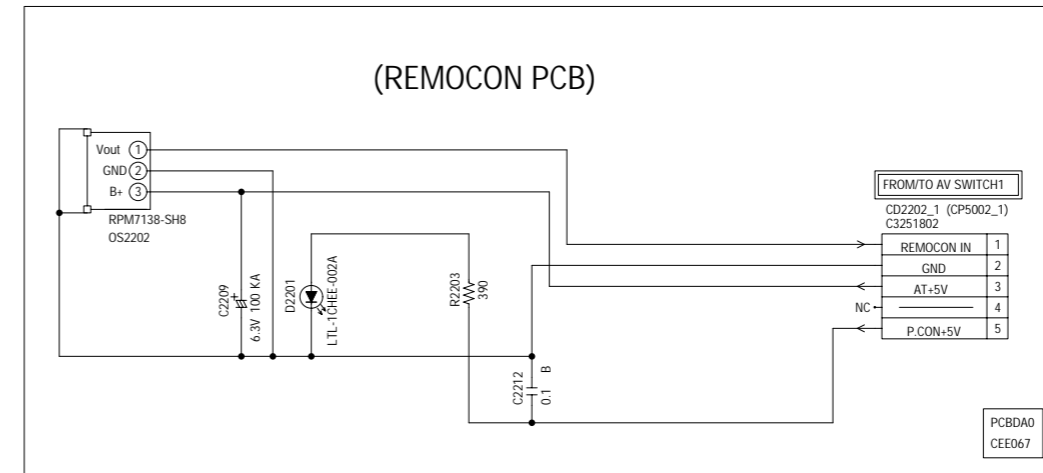 (REMOCON PCB)
Vout 1
GND 2
B+ 3
RPM7138-SH8
OS2202
C2209
+
6.3V 100 KA
D2201
LTL-1CHEE-002A
R2203
390
C2212
0.1 B
FROM/TO AV SWITCH1
CD2202_1 (CP5002_1)
C3251802
REMOCON IN 1
GND 2
AT+5V 3
NC 4
P.CON+5V 5
PCBDA0
CEE067